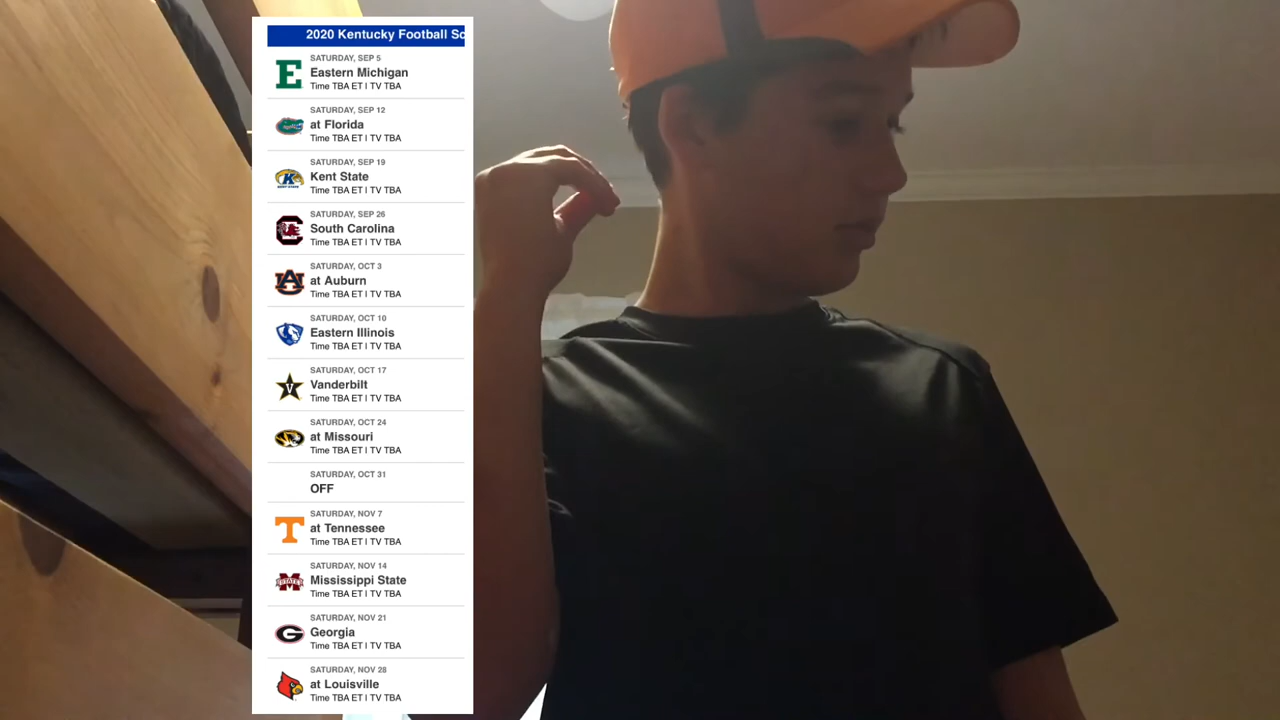 2020 Kentucky Football Sc
SATURDAY, SEP 5
E
Eastern Michigan
Time TBA ET | TV TBA
SATURDAY, SEP 12
at Florida
Time TBA ET | TV TBA
SATURDAY, SEP 19
K
KENT STATE
Kent State
Time TBA ET | TV TBA
SATURDAY, SEP 26
C
South Carolina
Time TBA ET | TV TBA
SATURDAY, OCT 3
AU
at Auburn
Time TBA ET | TV TBA
SATURDAY, OCT 10
Eastern Illinois
Time TBA ET | TV TBA
SATURDAY, OCT 17
V
Vanderbilt
Time TBA ET | TV TBA
SATURDAY, OCT 24
at Missouri
Time TBA ET | TV TBA
SATURDAY, OCT 31
OFF
SATURDAY, NOV 7
T
at Tennessee
Time TBA ET | TV TBA
SATURDAY, NOV 14
M
STATE
Mississippi State
Time TBA ET | TV TBA
SATURDAY, NOV 21
G
Georgia
Time TBA ET | TV TBA
SATURDAY, NOV 28
at Louisville
Time TBA ET | TV TBA